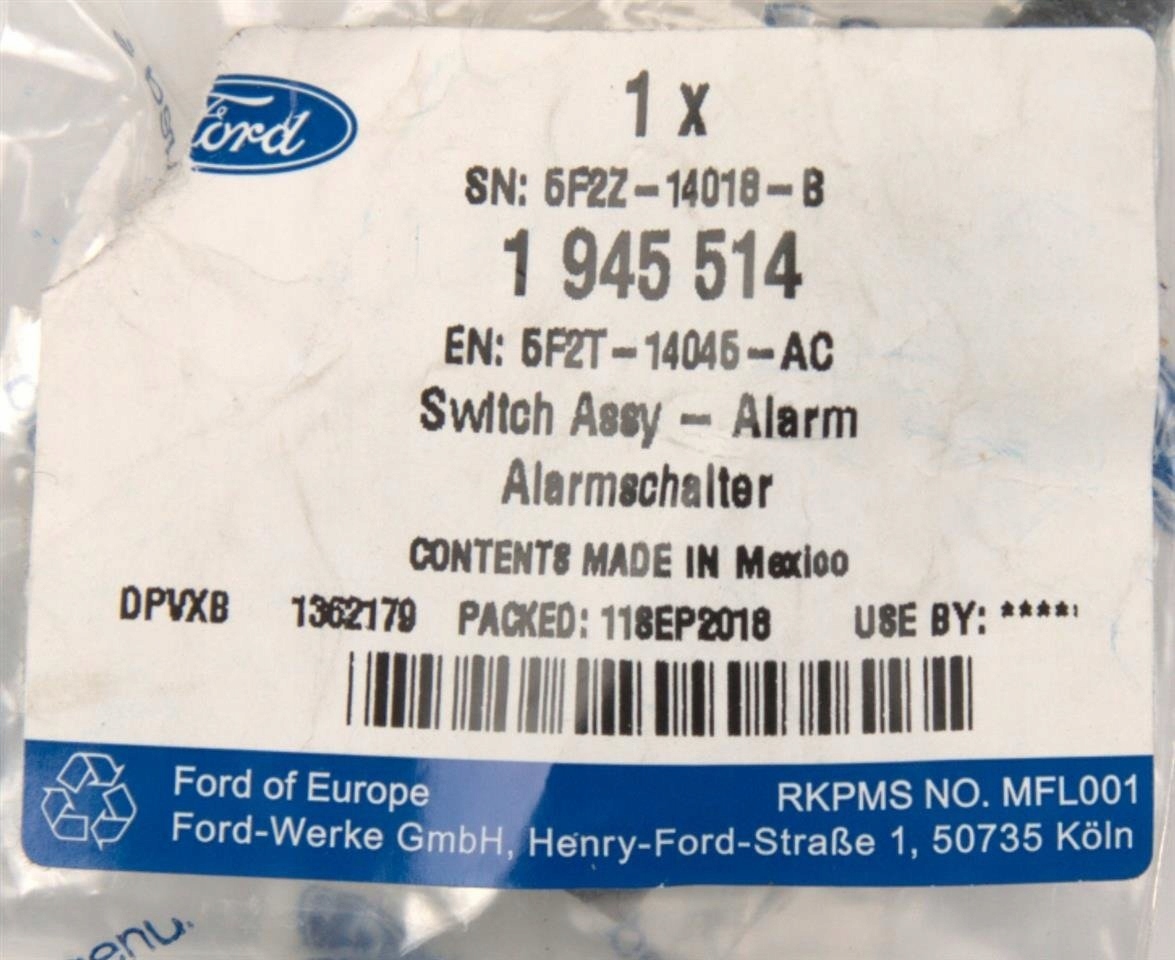 Ford
1 x
SN: 5F2Z-14018-B
1 945 514
EN: 5F2T-14045-AC
Switch Assy - Alarm
Alarmschalter
CONTENTS MADE IN Mexico
DPVXB 1362179 PACKED: 11SEP2018 USE BY: ****
Ford of Europe RKPMS NO. MFL001
Ford-Werke GmbH, Henry-Ford-Straße 1, 50735 Köln